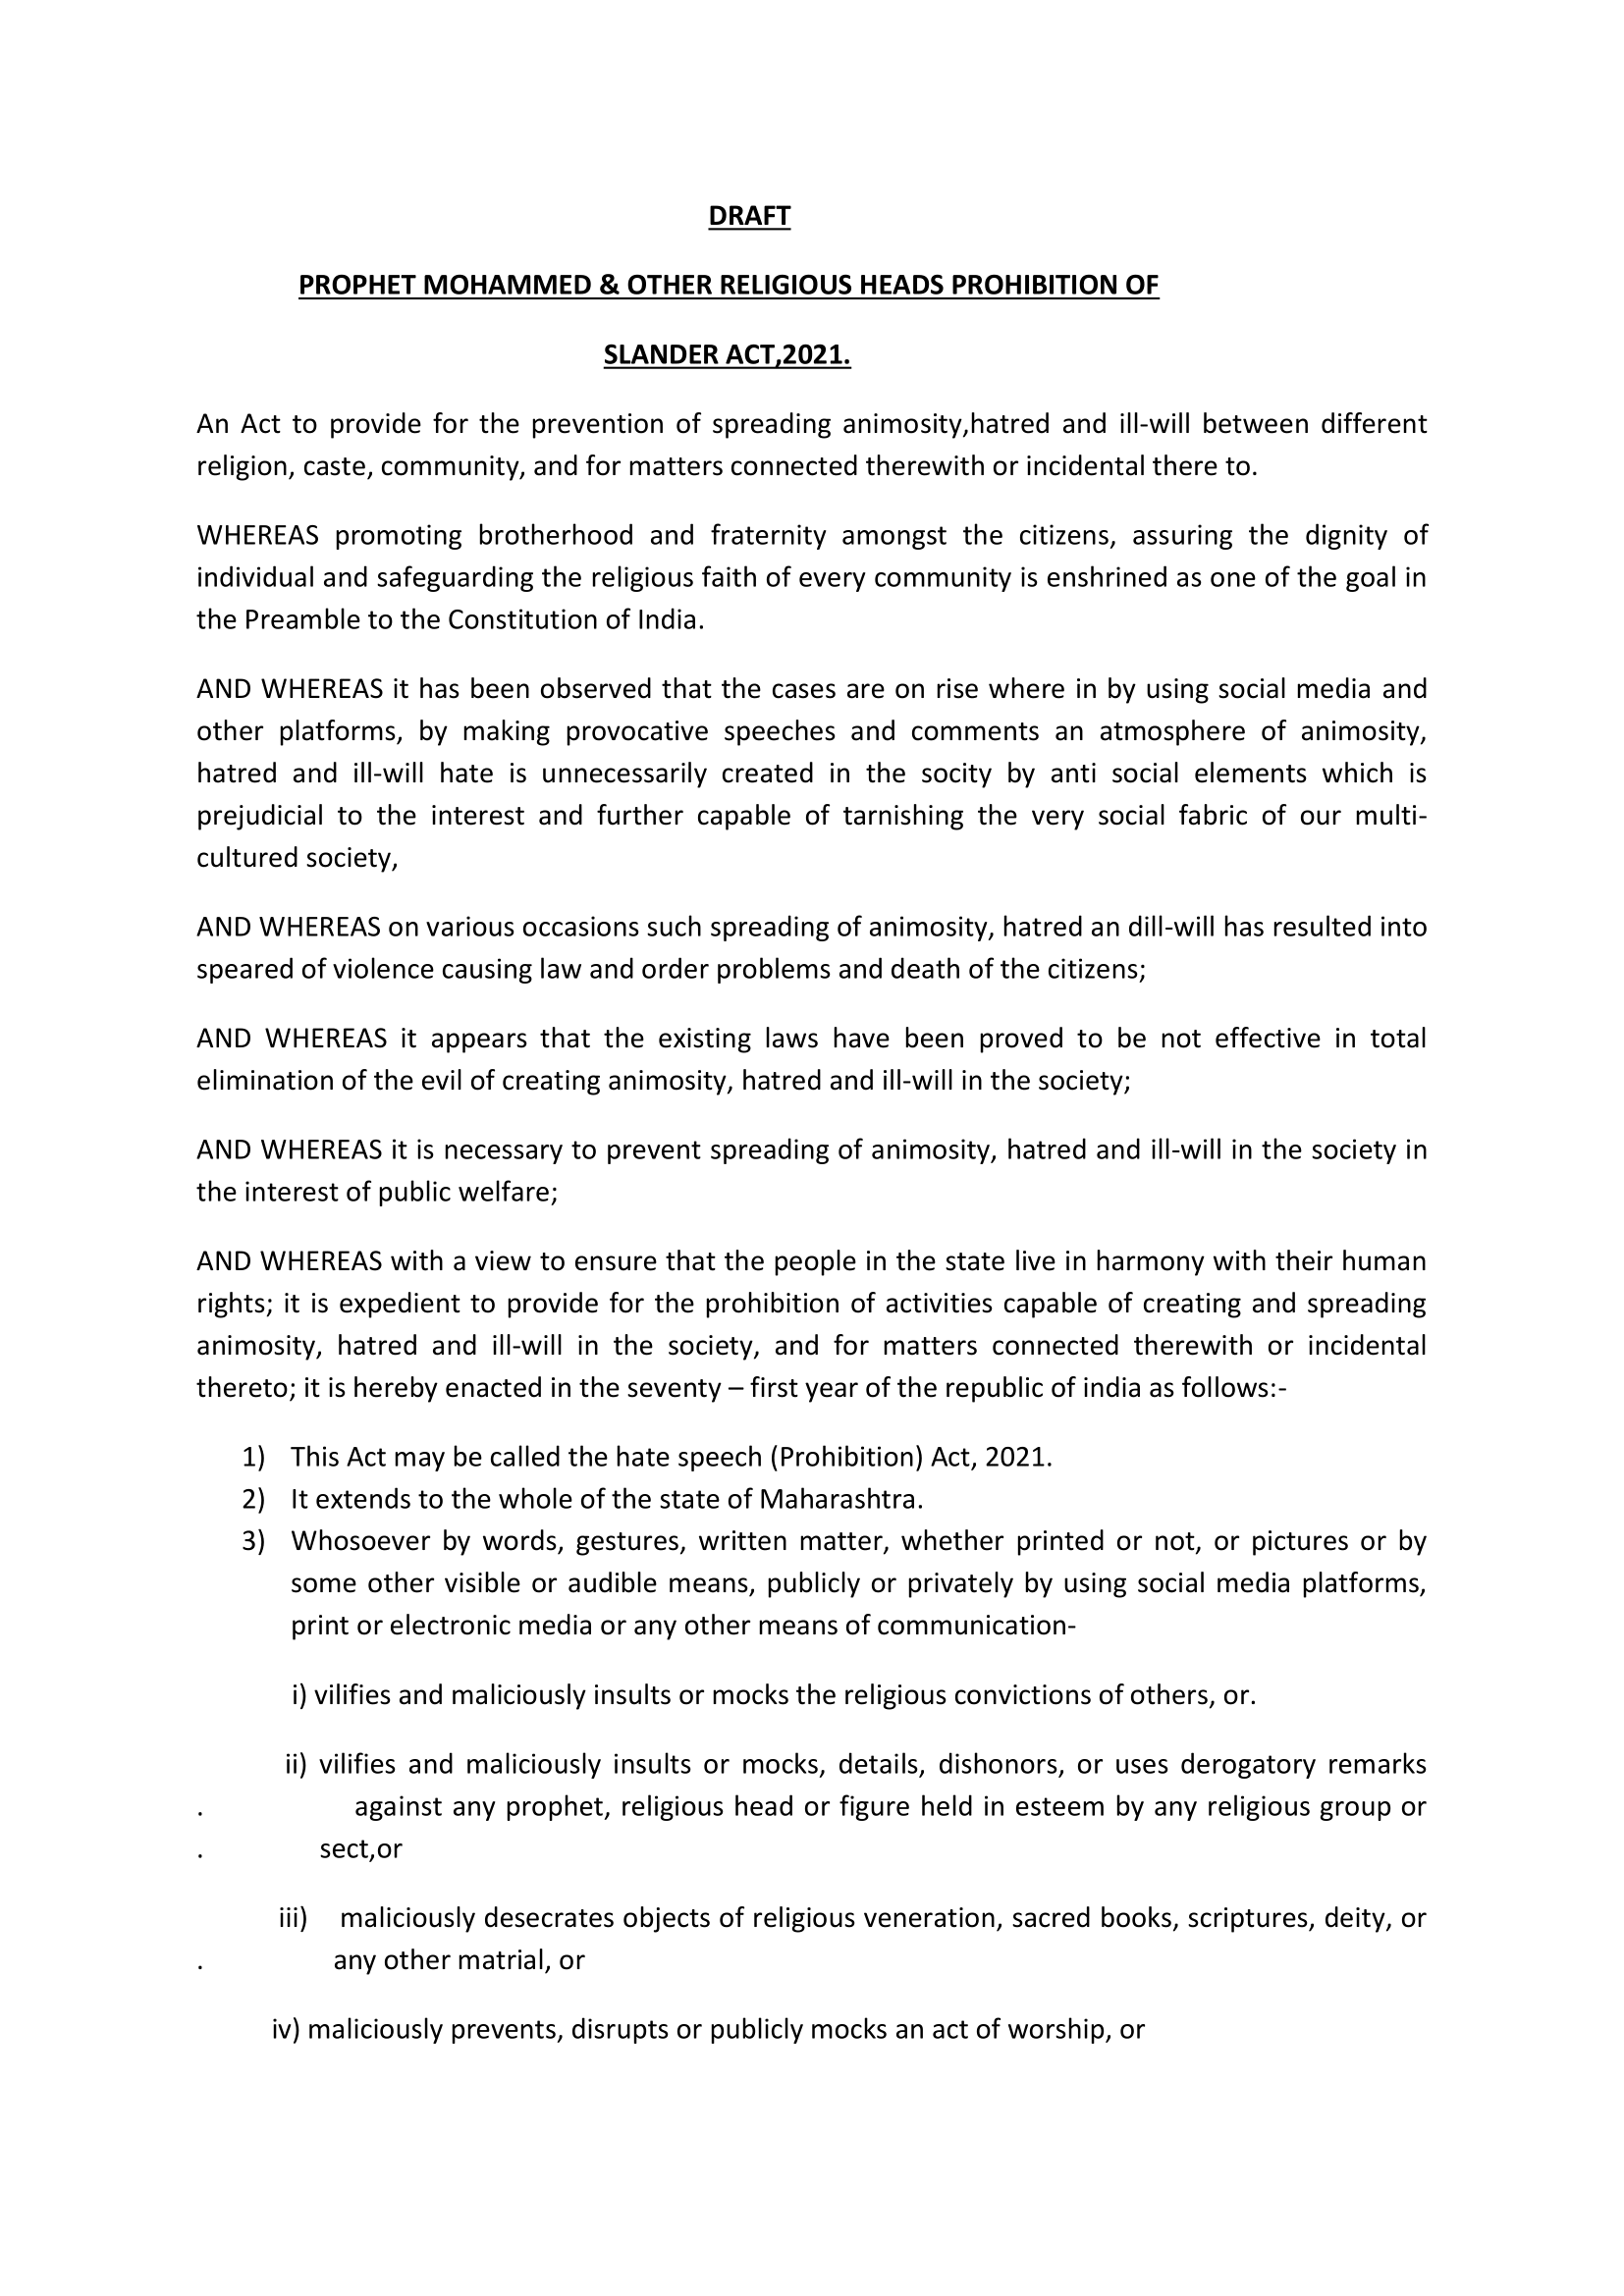 DRAFT
PROPHET MOHAMMED & OTHER RELIGIOUS HEADS PROHIBITION OF
SLANDER ACT,2021.
An Act to provide for the prevention of spreading animosity,hatred and ill-will between different
religion, caste, community, and for matters connected therewith or incidental there to.
WHEREAS promoting brotherhood and fraternity amongst the citizens, assuring the dignity of
individual and safeguarding the religious faith of every community is enshrined as one of the goal in
the Preamble to the Constitution of India.
AND WHEREAS it has been observed that the cases are on rise where in by using social media and
other platforms, by making provocative speeches and comments an atmosphere of animosity,
hatred and ill-will hate is unnecessarily created in the socity by anti social elements which is
prejudicial to the interest and further capable of tarnishing the very social fabric of our multi-
cultured society,
AND WHEREAS on various occasions such spreading of animosity, hatred an dill-will has resulted into
speared of violence causing law and order problems and death of the citizens;
AND WHEREAS it appears that the existing laws have been proved to be not effective in total
elimination of the evil of creating animosity, hatred and ill-will in the society;
AND WHEREAS it is necessary to prevent spreading of animosity, hatred and ill-will in the society in
the interest of public welfare;
AND WHEREAS with a view to ensure that the people in the state live in harmony with their human
rights; it is expedient to provide for the prohibition of activities capable of creating and spreading
animosity, hatred and ill-will in the society, and for matters connected therewith or incidental
thereto; it is hereby enacted in the seventy – first year of the republic of india as follows:-
1) This Act may be called the hate speech (Prohibition) Act, 2021.
2) It extends to the whole of the state of Maharashtra.
3) Whosoever by words, gestures, written matter, whether printed or not, or pictures or by
some other visible or audible means, publicly or privately by using social media platforms,
print or electronic media or any other means of communication-
i) vilifies and maliciously insults or mocks the religious convictions of others, or.
ii) vilifies and maliciously insults or mocks, details, dishonors, or uses derogatory remarks
. against any prophet, religious head or figure held in esteem by any religious group or
. sect,or
iii) maliciously desecrates objects of religious veneration, sacred books, scriptures, deity, or
. any other matrial, or
iv) maliciously prevents, disrupts or publicly mocks an act of worship, or